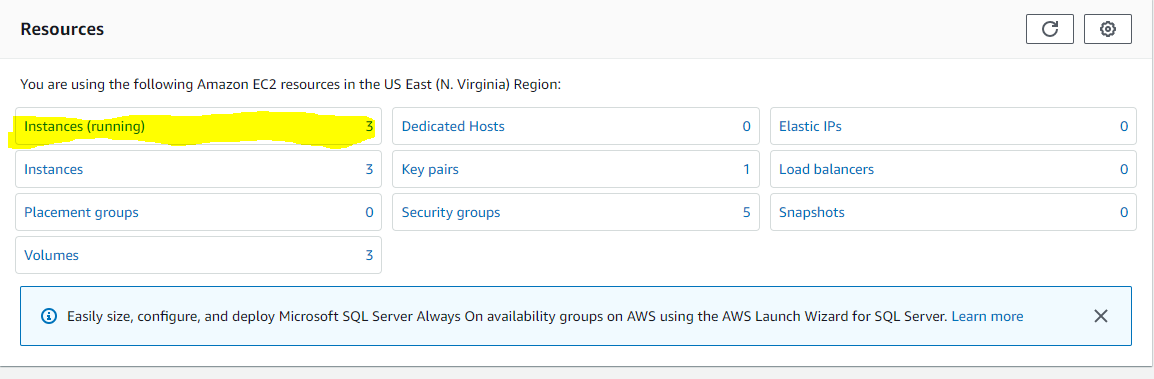 Resources
You are using the following Amazon EC2 resources in the US East (N. Virginia) Region:
Instances (running) 3
Dedicated Hosts 0
Elastic IPs 0
Instances 3
Key pairs 1
Load balancers 0
Placement groups 0
Security groups 5
Snapshots 0
Volumes 3
Easily size, configure, and deploy Microsoft SQL Server Always On availability groups on AWS using the AWS Launch Wizard for SQL Server. Learn more